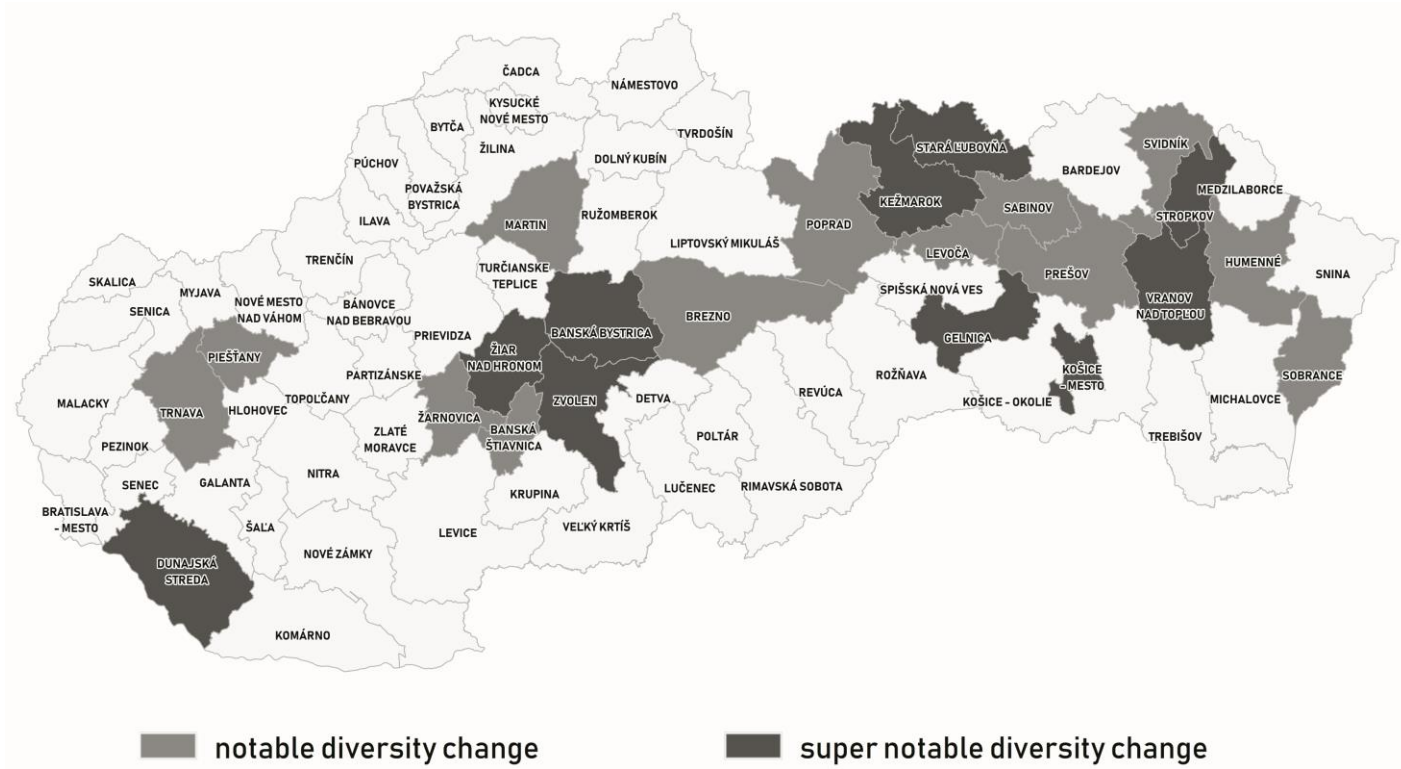 ČADCA
NÁMESTOVO
KYSUCKÉ
NOVÉ MESTO
BYTČA
TVRDOŠÍN
ŽILINA
DOLNÝ KUBÍN
PÚCHOV
POVAŽSKÁ
BYSTRICA
ILAVA
MARTIN
RUŽOMBEROK
LIPTOVSKÝ MIKULÁŠ
POPRAD
KEŽMAROK
STARÁ ĽUBOVŇA
BARDEJOV
SVIDNÍK
MEDZILABORCE
STROPKOV
SABINOV
LEVOČA
PREŠOV
HUMENNÉ
SNINA
VRANOV
NAD TOPĽOU
SPIŠSKÁ NOVÁ VES
GELNICA
TRENČÍN
TURČIANSKE
TEPLICE
SKALICA
MYJAVA
SENICA
NOVÉ MESTO
NAD VÁHOM
BÁNOVCE
NAD BEBRAVOU
PRIEVIDZA
BANSKÁ BYSTRICA
BREZNO
ŽIAR
NAD HRONOM
PIEŠŤANY
PARTIZÁNSKE
TOPOĽČANY
MALACKY
TRNAVA
HLOHOVEC
ŽARNOVICA
ZVOLEN
DETVA
REVÚCA
ROŽŇAVA
KOŠICE
- MESTO
KOŠICE - OKOLIE
SOBRANCE
MICHALOVCE
TREBIŠOV
PEZINOK
ZLATÉ
MORAVCE
BANSKÁ
ŠTIAVNICA
POLTÁR
SENEC
GALANTA
NITRA
KRUPINA
LUČENEC
RIMAVSKÁ SOBOTA
BRATISLAVA
- MESTO
ŠAĽA
LEVICE
VEĽKÝ KRTÍŠ
NOVÉ ZÁMKY
DUNAJSKÁ
STREDA
KOMÁRNO
notable diversity change
super notable diversity change